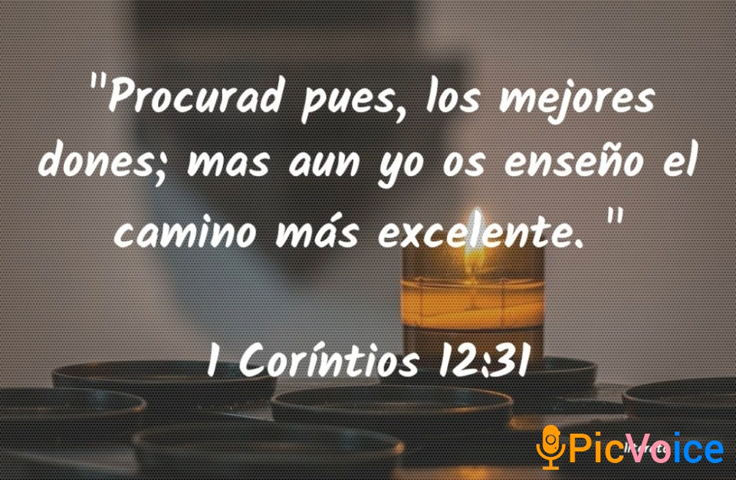 "Procurad pues, los mejores
dones; mas aun yo os enseño el
camino más excelente. "
1 Coríntios 12:31
PicVoice